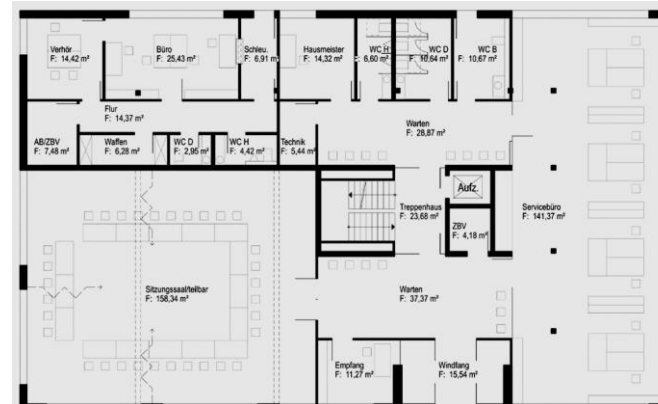 Verhör
F: 14,42 m²
Büro
F: 25,43 m²
Schleu.
F: 6,91 m²
Hausmeister
F: 14,32 m²
WC H
F: 6,60 m²
WC D
F: 10,64 m²
WC B
F: 10,67 m²
Flur
F: 14,37 m²
AB/ZBV
F: 7,48 m²
Waffen
F: 6,28 m²
WC D
F: 2,95 m²
WC H
F: 4,42 m²
Technik
F: 5,44 m²
Warten
F: 28,87 m²
Treppenhaus
F: 23,68 m²
Aufz.
ZBV
F: 4,18 m²
Servicebüro
F: 141,37 m²
Sitzungssaal/teilbar
F: 158,34 m²
Warten
F: 37,37 m²
Empfang
F: 11,27 m²
Windfang
F: 15,54 m²